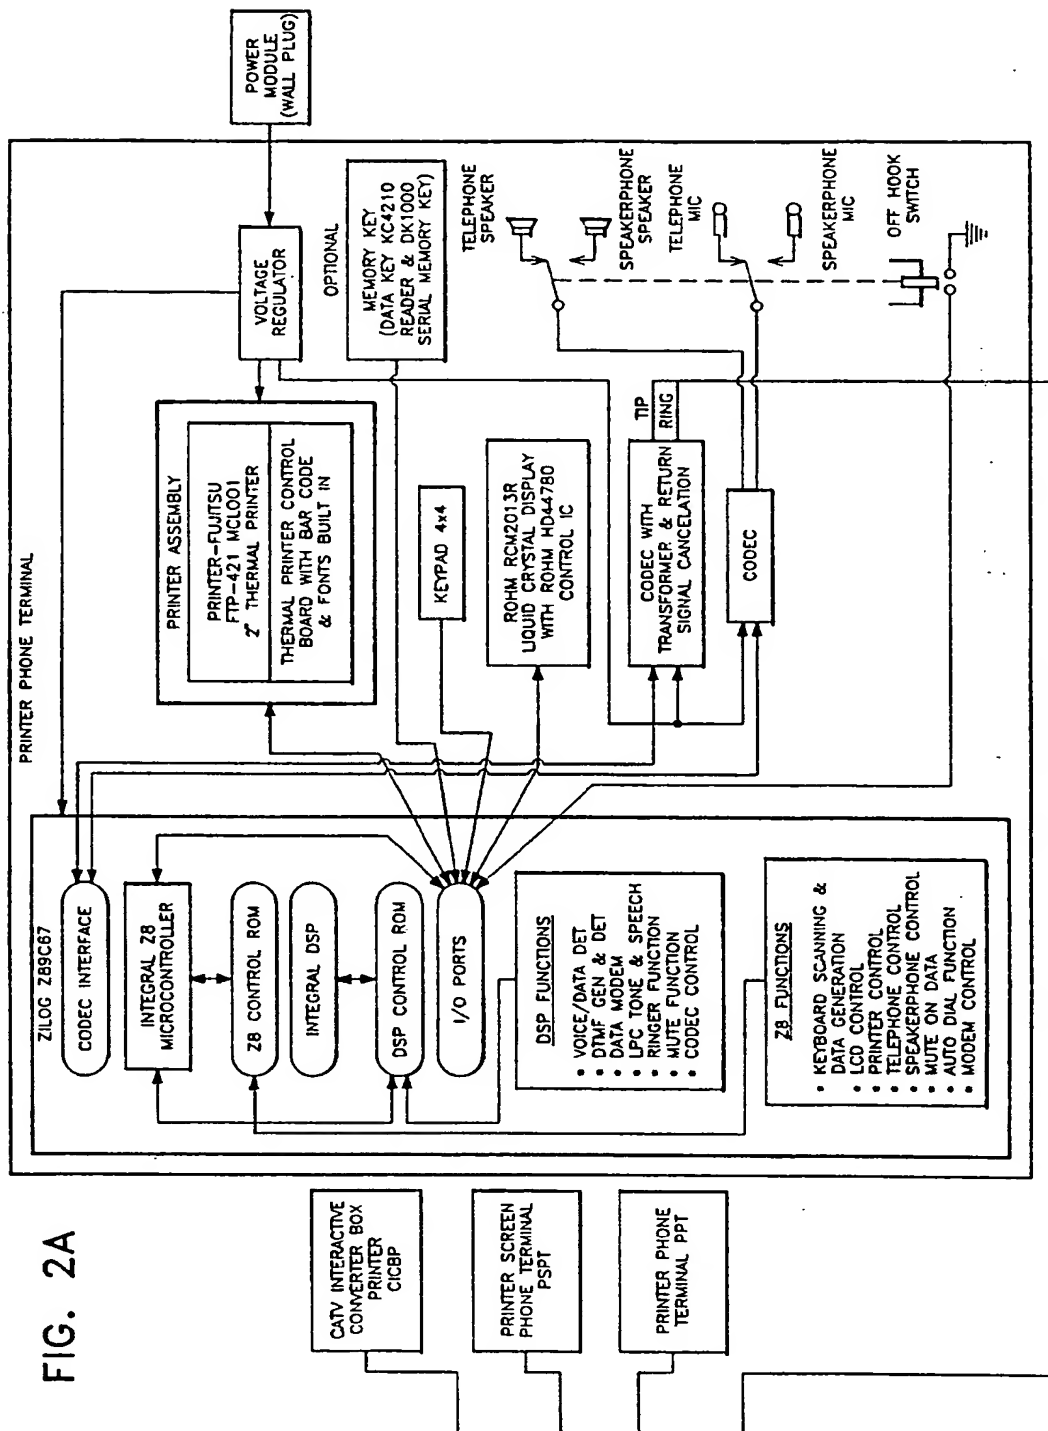 FIG. 2A
PRINTER PHONE TERMINAL
POWER
MODULE
(WALL PLUG)
VOLTAGE
REGULATOR
ZILOG Z89C67
CODEC INTERFACE
INTEGRAL Z8
MICROCONTROLLER
Z8 CONTROL ROM
INTEGRAL DSP
DSP CONTROL ROM
I/O PORTS
DSP FUNCTIONS
• VOICE/DATA DET
• DTMF GEN & DET
• DATA MODEM
• LPC TONE & SPEECH
• RINGER FUNCTION
• MUTE FUNCTION
• CODEC CONTROL
Z8 FUNCTIONS
• KEYBOARD SCANNING &
DATA GENERATION
• LCD CONTROL
• PRINTER CONTROL
• TELEPHONE CONTROL
• SPEAKERPHONE CONTROL
• MUTE ON DATA
• AUTO DIAL FUNCTION
• MODEM CONTROL
PRINTER ASSEMBLY
PRINTER-FUJITSU
FTP-421 MCL001
2" THERMAL PRINTER
THERMAL PRINTER CONTROL
BOARD WITH BAR CODE
& FONTS BUILT IN
OPTIONAL
MEMORY KEY
(DATA KEY KC4210
READER & DK1000
SERIAL MEMORY KEY)
KEYPAD 4x4
ROHM RCM2013R
LIQUID CRYSTAL DISPLAY
WITH ROHM HD44780
CONTROL IC
CODEC WITH
TRANSFORMER & RETURN
SIGNAL CANCELATION
TIP
RING
CODEC
TELEPHONE
SPEAKER
SPEAKERPHONE
SPEAKER
TELEPHONE
MIC
SPEAKERPHONE
MIC
OFF HOOK
SWITCH
CATV INTERACTIVE
CONVERTER BOX
PRINTER
CICBP
PRINTER SCREEN
PHONE TERMINAL
PSPT
PRINTER PHONE
TERMINAL PPT